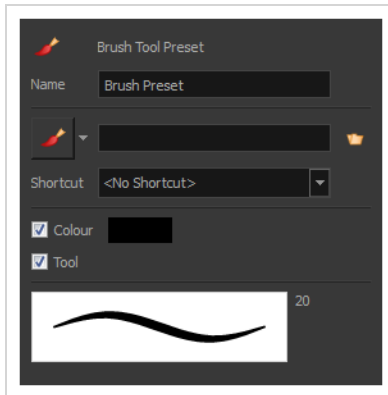 Brush Tool Preset
Name Brush Preset
Shortcut <No Shortcut>
Colour
Tool
20